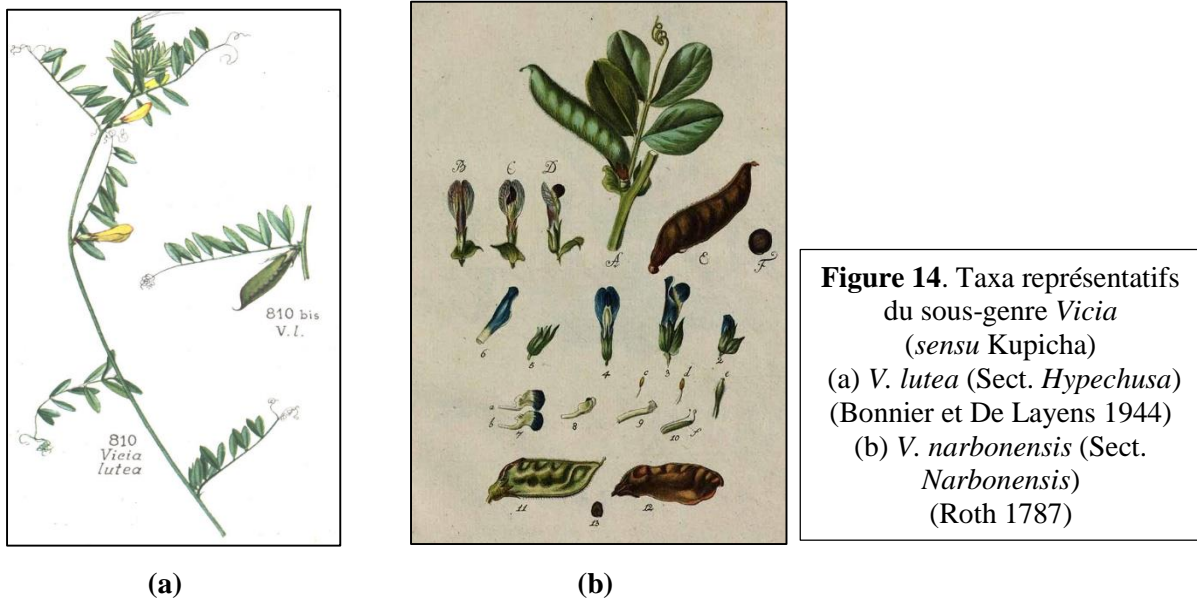 810 bis
V. l.
810
Vicia
lutea
(a)
B C D
A E F
6 5 4 3 2
c d e
a
b 7 8 9 10 f
11 12
13
(b)
Figure 14. Taxa représentatifs
du sous-genre Vicia
(sensu Kupicha)
(a) V. lutea (Sect. Hypechusa)
(Bonnier et De Layens 1944)
(b) V. narbonensis (Sect.
Narbonensis)
(Roth 1787)